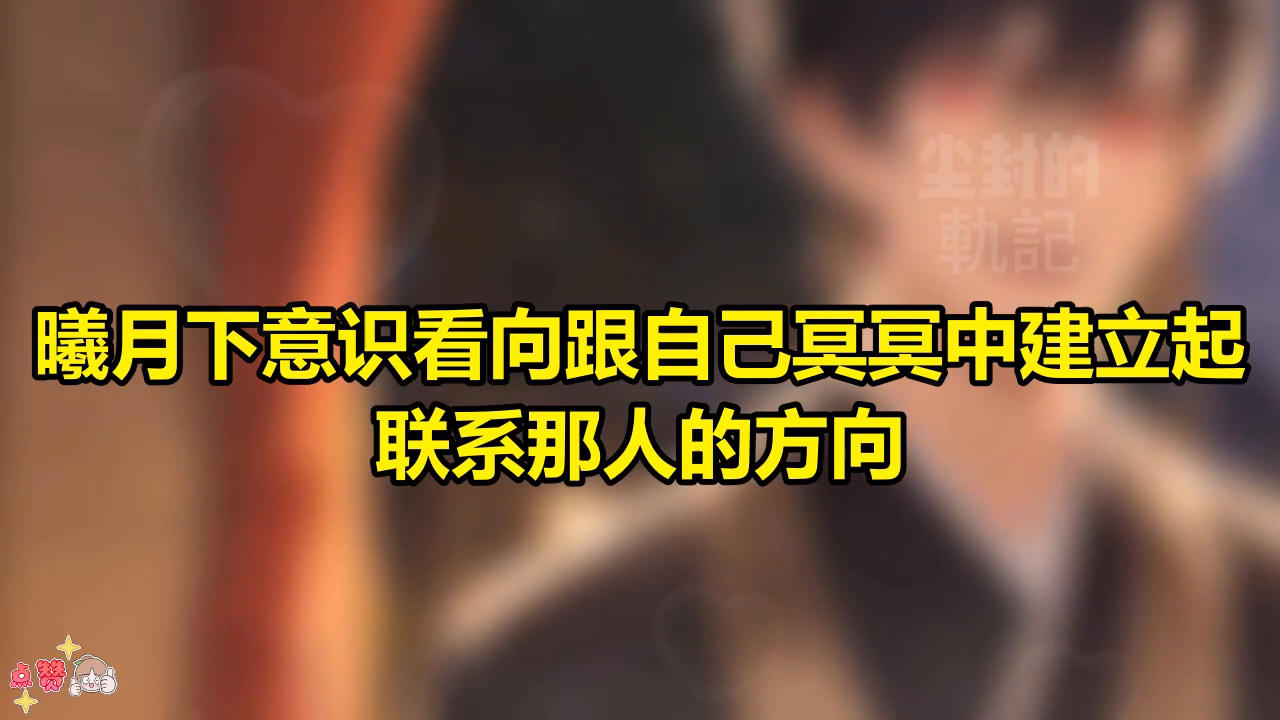 尘封的
軌記
曦月下意识看向跟自己冥冥中建立起
联系那人的方向
点赞